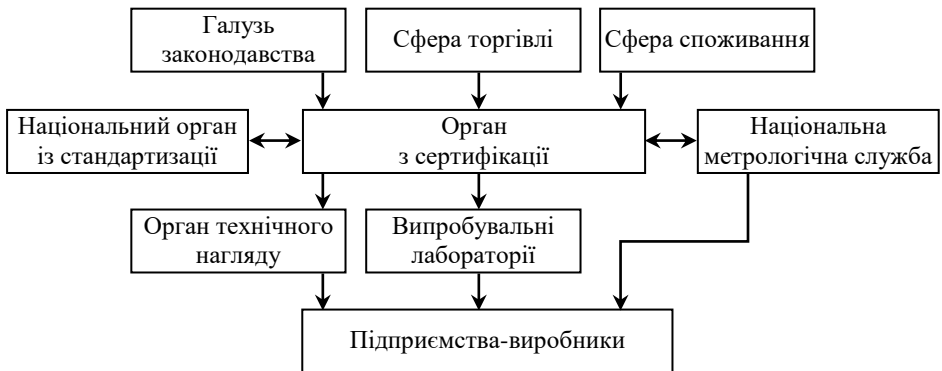 Галузь
законодавства
Сфера торгівлі
Сфера споживання
Національний орган
із стандартизації
Орган
з сертифікації
Національна
метрологічна служба
Орган технічного
нагляду
Випробувальні
лабораторії
Підприємства-виробники